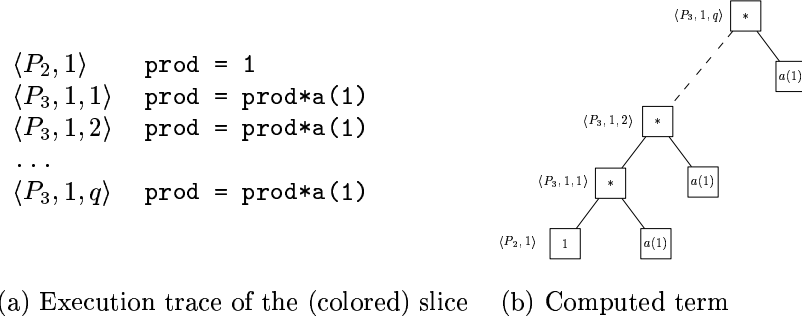 ⟨P₂, 1⟩ prod = 1
⟨P₃, 1, 1⟩ prod = prod*a(1)
⟨P₃, 1, 2⟩ prod = prod*a(1)
...
⟨P₃, 1, q⟩ prod = prod*a(1)
(a) Execution trace of the (colored) slice
⟨P₃, 1, q⟩ *
a(1)
⟨P₃, 1, 2⟩ *
⟨P₃, 1, 1⟩ * a(1)
⟨P₂, 1⟩ 1 a(1)
(b) Computed term